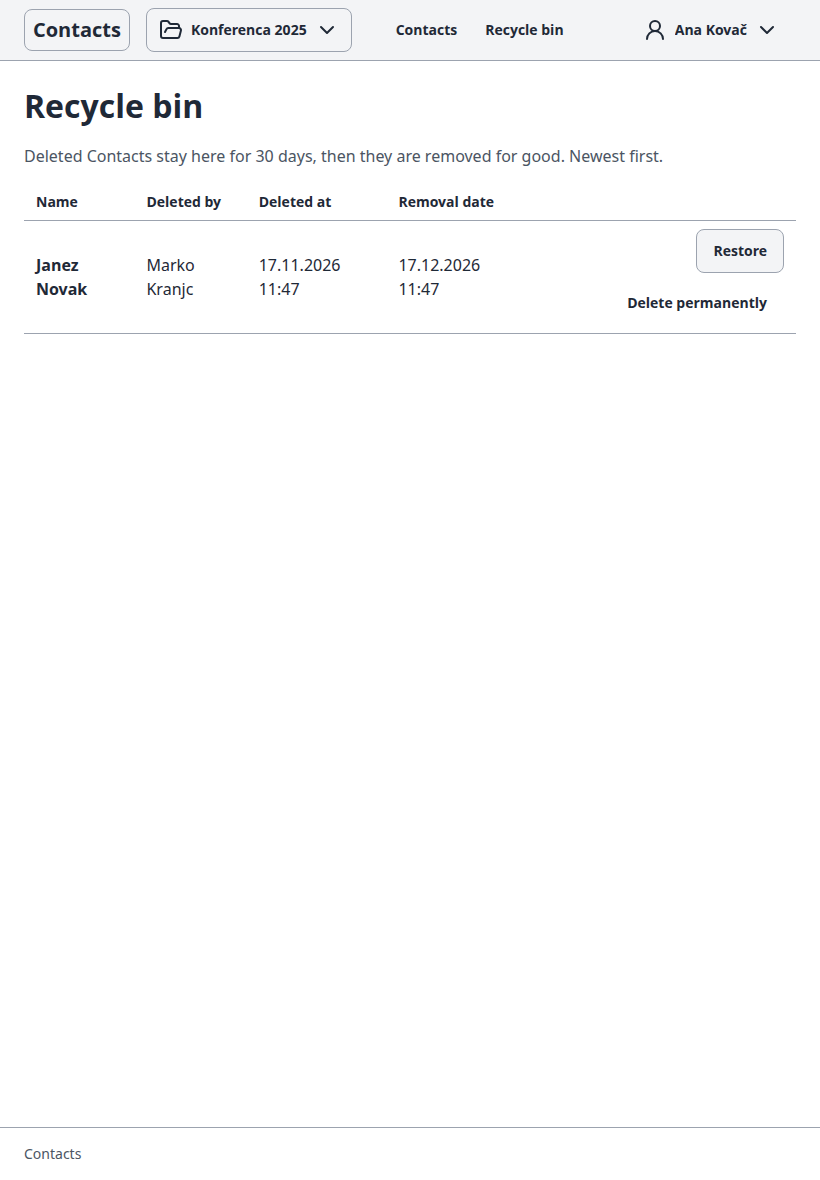 Contacts
Konferenca 2025
Contacts
Recycle bin
Ana Kovač
Recycle bin
Deleted Contacts stay here for 30 days, then they are removed for good. Newest first.
Name Deleted by Deleted at Removal date
Janez Novak
Marko Kranjc
17.11.2026 11:47
17.12.2026 11:47
Restore
Delete permanently
Contacts